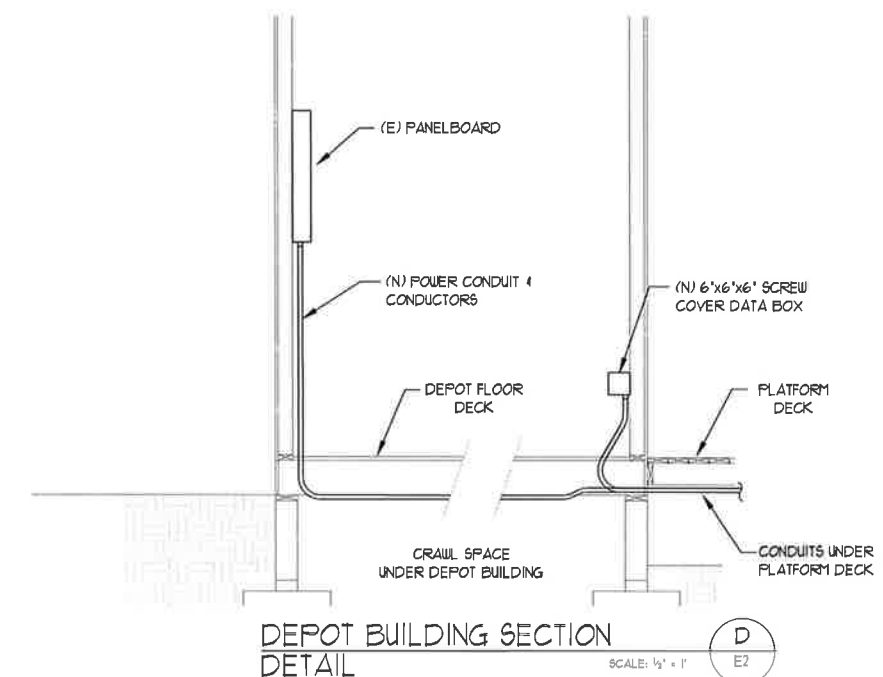 (E) PANELBOARD
(N) POWER CONDUIT &
CONDUCTORS
(N) 6"x6"x6" SCREW
COVER DATA BOX
DEPOT FLOOR
DECK
PLATFORM
DECK
CRAWL SPACE
UNDER DEPOT BUILDING
CONDUITS UNDER
PLATFORM DECK
DEPOT BUILDING SECTION
DETAIL
SCALE: ½" = 1'
D
E2